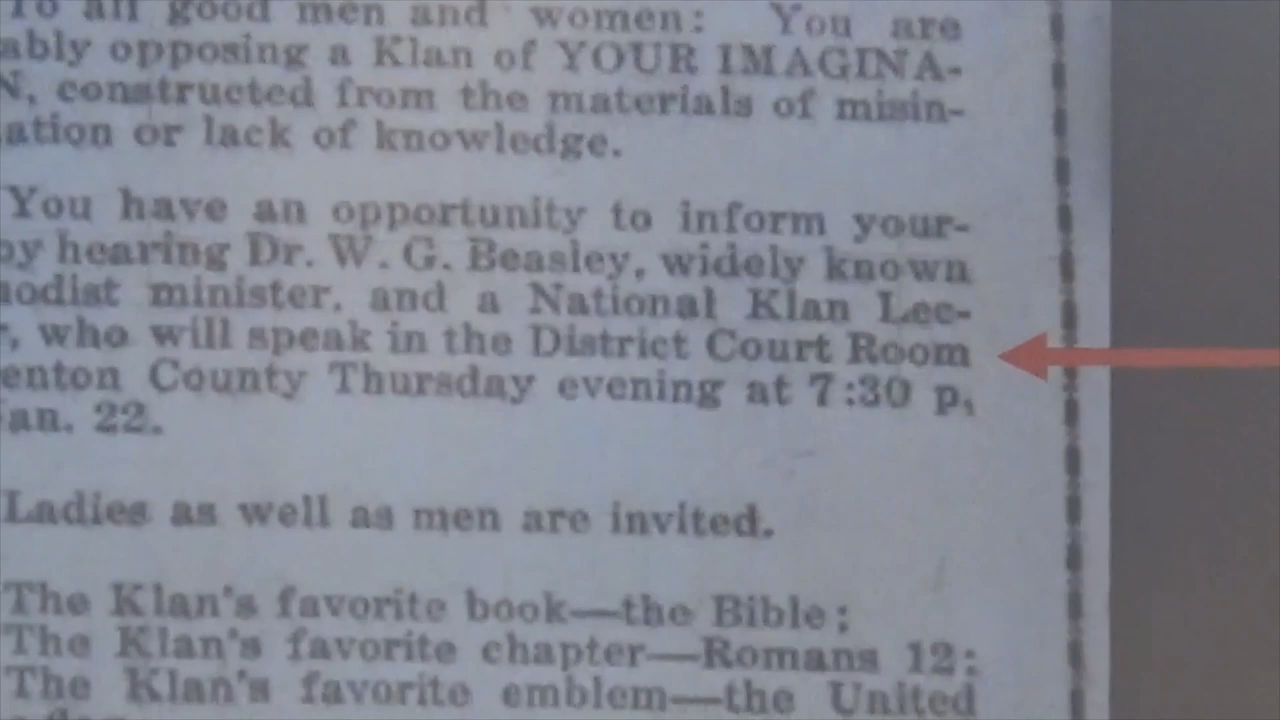 To all good men and women: You are
ably opposing a Klan of YOUR IMAGINA-
N, constructed from the materials of misin-
ation or lack of knowledge.
You have an opportunity to inform your-
by hearing Dr. W. G. Beasley, widely known
odist minister, and a National Klan Lec-
r, who will speak in the District Court Room
enton County Thursday evening at 7:30 p.
an. 22.
Ladies as well as men are invited.
The Klan's favorite book—the Bible;
The Klan's favorite chapter—Romans 12;
The Klan's favorite emblem—the United